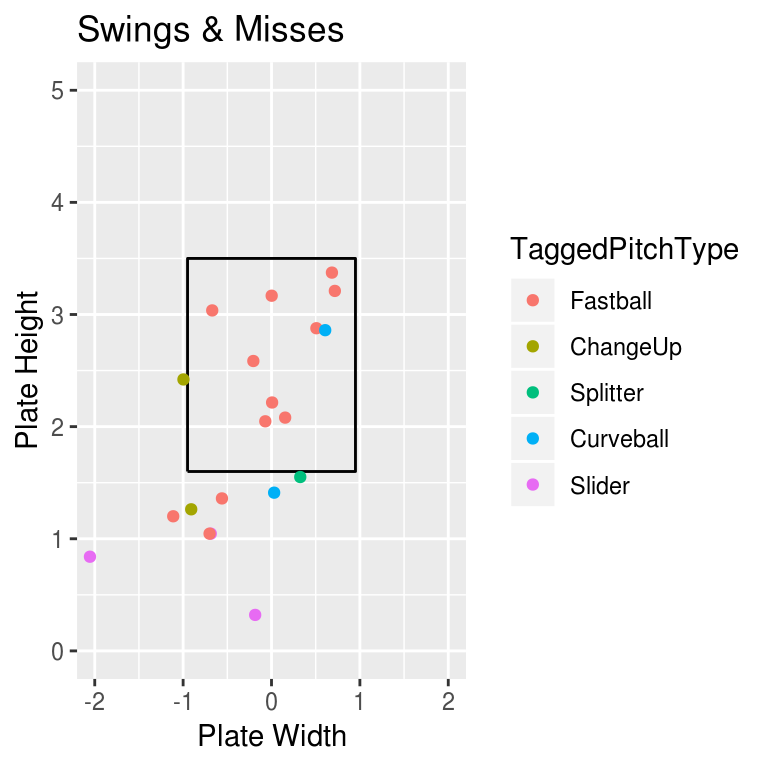 Swings & Misses
5
4
3
2
1
0
Plate Height
-2 -1 0 1 2
Plate Width
TaggedPitchType
Fastball
ChangeUp
Splitter
Curveball
Slider